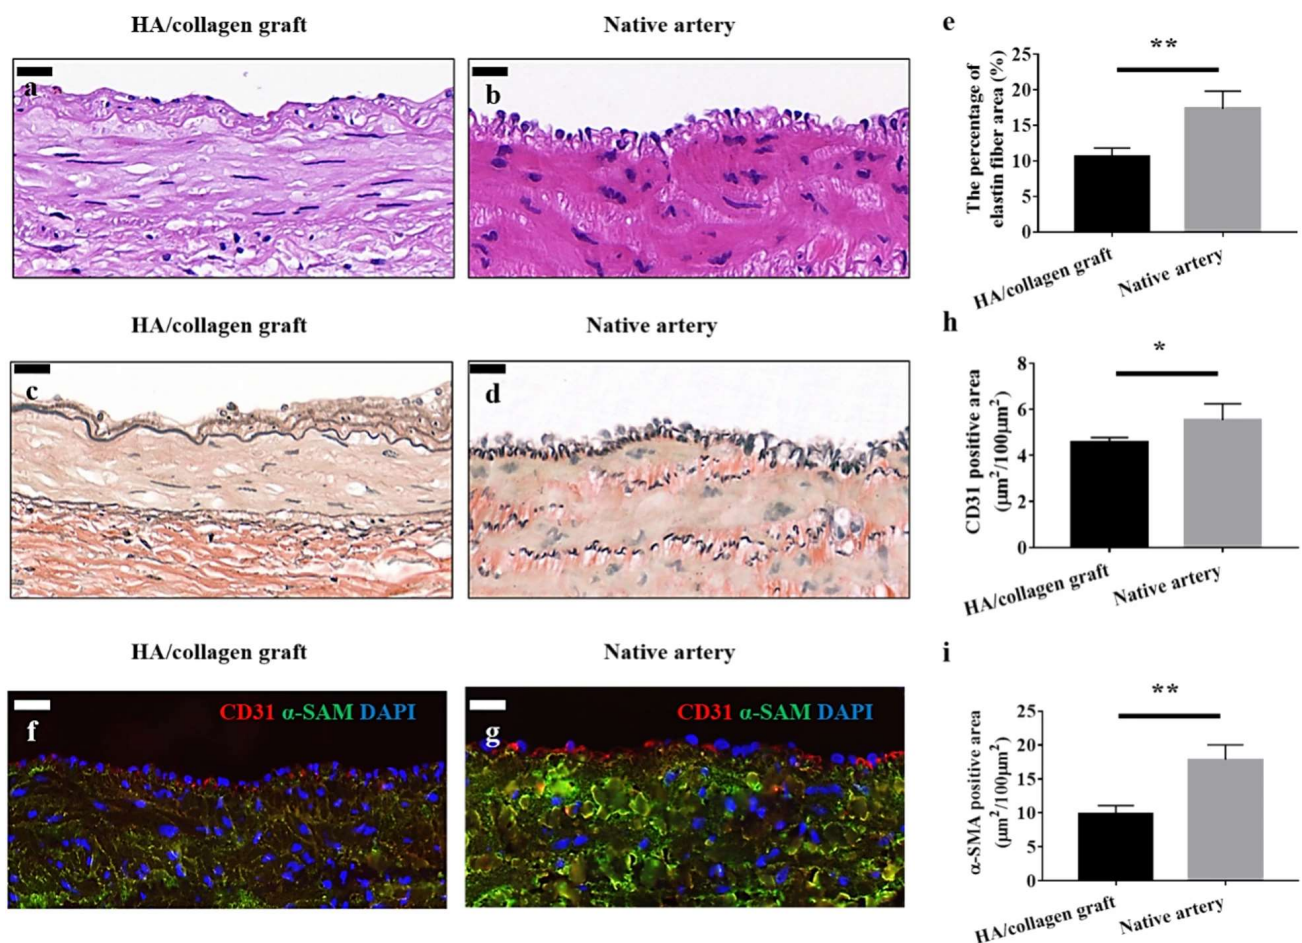 HA/collagen graft
Native artery
a
b
e
The percentage of
elastin fiber area (%)
25
20
15
10
5
0
**
HA/collagen graft
Native artery
HA/collagen graft
Native artery
c
d
h
CD31 positive area
(μm²/100μm²)
8
6
4
2
0
*
HA/collagen graft
Native artery
HA/collagen graft
Native artery
CD31 α-SAM DAPI
f
CD31 α-SAM DAPI
g
i
α-SMA positive area
(μm²/100μm²)
25
20
15
10
5
0
**
HA/collagen graft
Native artery